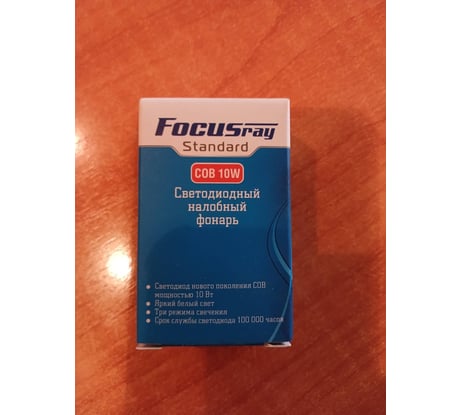 Focusray
Standard
COB 10W
Светодиодный
налобный
фонарь
• Светодиод нового поколения COB
мощностью 10 Вт
• Яркий белый свет
• Три режима свечения
• Срок службы светодиода 100 000 часов